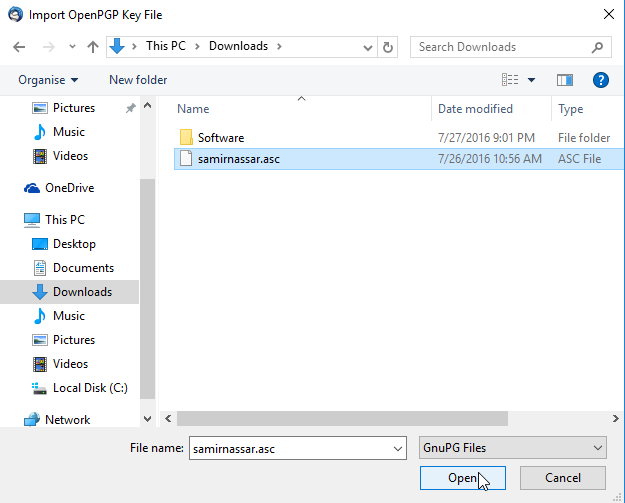 Import OpenPGP Key File
This PC > Downloads >
Search Downloads
Organise
New folder
Name
Date modified
Type
Pictures
Music
Videos
OneDrive
This PC
Desktop
Documents
Downloads
Music
Pictures
Videos
Local Disk (C:)
Network
Software 7/27/2016 9:01 PM File folder
samirnassar.asc 7/26/2016 10:56 AM ASC File
File name: samirnassar.asc
GnuPG Files
Open
Cancel